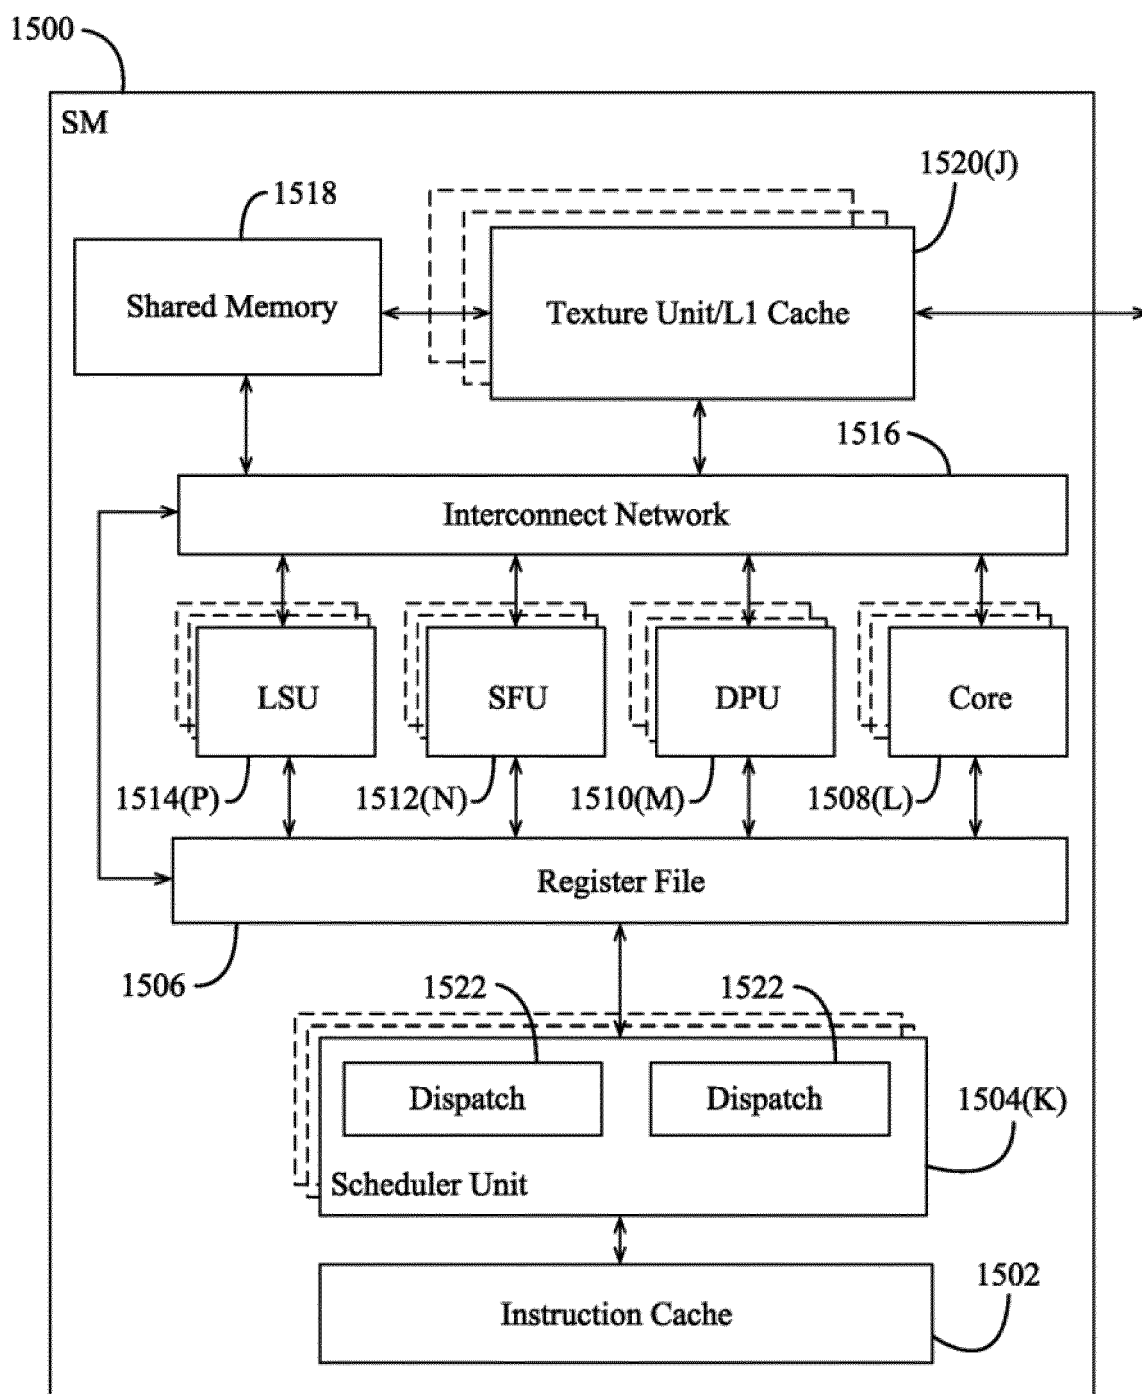 1500
SM
1520(J)
1518
Shared Memory
Texture Unit/L1 Cache
1516
Interconnect Network
LSU
SFU
DPU
Core
1514(P)
1512(N)
1510(M)
1508(L)
Register File
1506
1522
1522
Dispatch
Dispatch
1504(K)
Scheduler Unit
1502
Instruction Cache